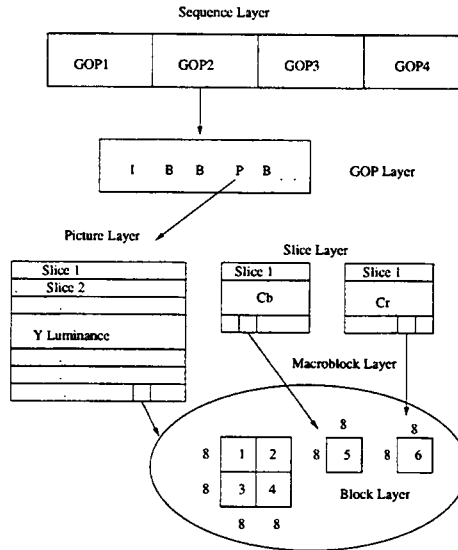 Sequence Layer
GOP1 GOP2 GOP3 GOP4
I B B P B . .
GOP Layer
Picture Layer
Slice Layer
Slice 1
Slice 2
.
Y Luminance
.
.
.
Slice 1
Cb
Slice 1
Cr
Macroblock Layer
8 8
8 1 2 8 5 8 6
8 3 4
Block Layer
8 8